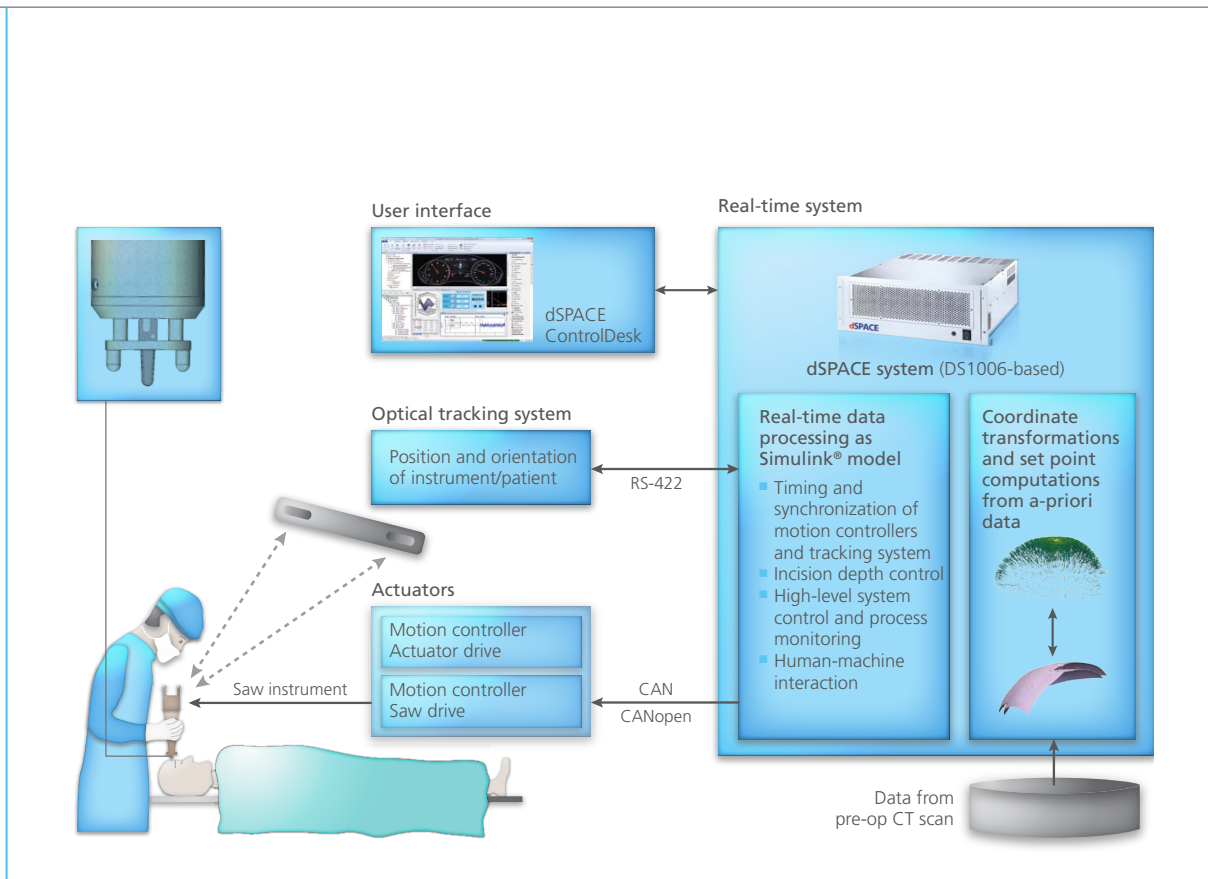 User interface
dSPACE
ControlDesk
Real-time system
dSPACE
dSPACE system (DS1006-based)
Optical tracking system
Position and orientation
of instrument/patient
RS-422
Real-time data
processing as
Simulink® model
Timing and
synchronization of
motion controllers
and tracking system
Incision depth control
High-level system
control and process
monitoring
Human-machine
interaction
Coordinate
transformations
and set point
computations
from a-priori
data
Actuators
Motion controller
Actuator drive
Motion controller
Saw drive
Saw instrument
CAN
CANopen
Data from
pre-op CT scan